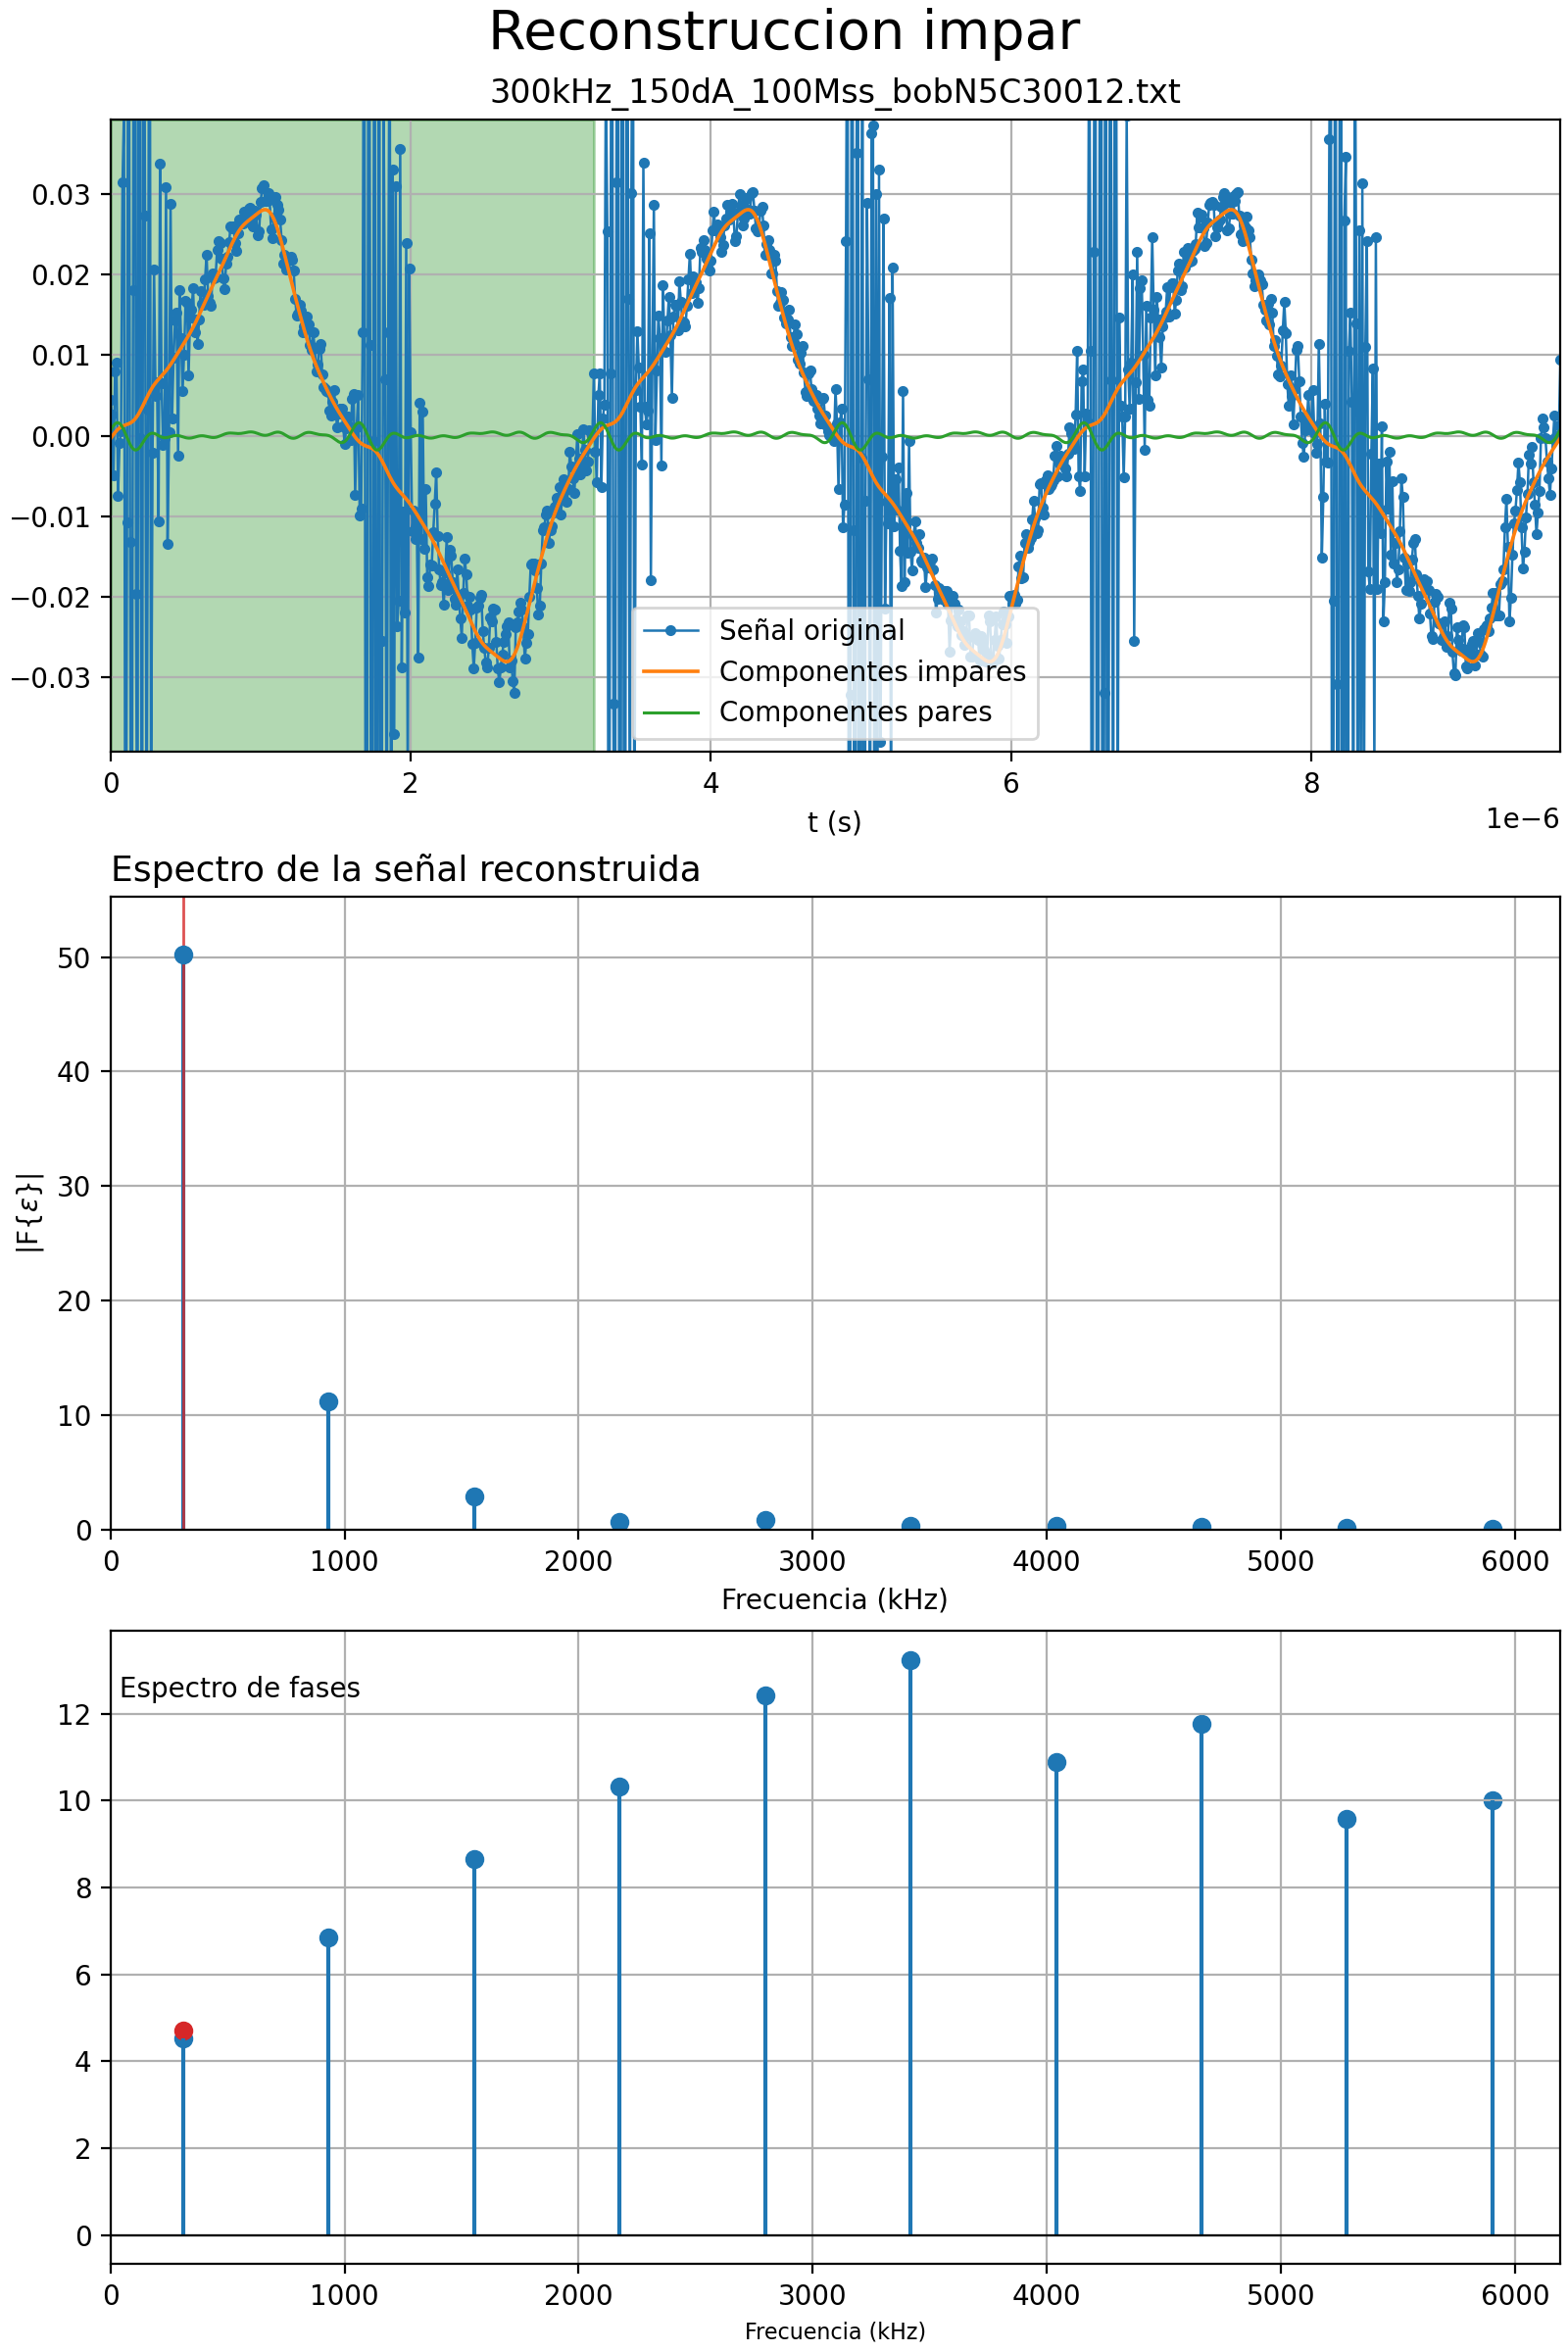 Reconstruccion impar
300kHz_150dA_100Mss_bobN5C30012.txt
0.03
0.02
0.01
0.00
−0.01
−0.02
−0.03
Señal original
Componentes impares
Componentes pares
0 2 4 6 8
1e−6
t (s)
Espectro de la señal reconstruida
50
40
30
20
10
0
|F{ε}|
0 1000 2000 3000 4000 5000 6000
Frecuencia (kHz)
Espectro de fases
12
10
8
6
4
2
0
0 1000 2000 3000 4000 5000 6000
Frecuencia (kHz)